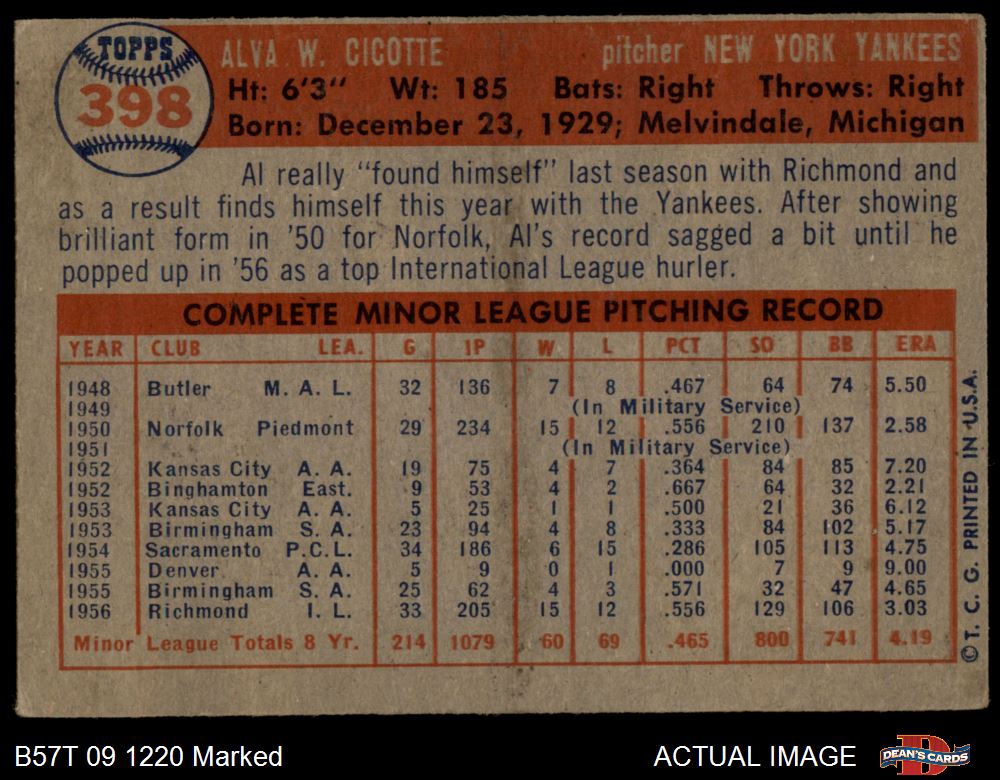 TOPPS
398
ALVA W. CICOTTE pitcher NEW YORK YANKEES
Ht: 6'3" Wt: 185 Bats: Right Throws: Right
Born: December 23, 1929; Melvindale, Michigan
Al really "found himself" last season with Richmond and
as a result finds himself this year with the Yankees. After showing
brilliant form in '50 for Norfolk, Al's record sagged a bit until he
popped up in '56 as a top International League hurler.
COMPLETE MINOR LEAGUE PITCHING RECORD
YEAR CLUB LEA. G IP W L PCT SO BB ERA
1948 Butler M. A. L. 32 136 7 8 .467 64 74 5.50
1949 (In Military Service)
1950 Norfolk Piedmont 29 234 15 12 .556 210 137 2.58
1951 (In Military Service)
1952 Kansas City A. A. 19 75 4 7 .364 84 85 7.20
1952 Binghamton East. 9 53 4 2 .667 64 32 2.21
1953 Kansas City A. A. 5 25 1 1 .500 21 36 6.12
1953 Birmingham S. A. 23 94 4 8 .333 84 102 5.17
1954 Sacramento P.C.L. 34 186 6 15 .286 105 113 4.75
1955 Denver A. A. 5 9 0 1 .000 7 9 9.00
1955 Birmingham S. A. 25 62 4 3 .571 32 47 4.65
1956 Richmond I. L. 33 205 15 12 .556 129 106 3.03
Minor League Totals 8 Yr. 214 1079 60 69 .465 800 741 4.19
© T. C. G. PRINTED IN U.S.A.
B57T 09 1220 Marked
ACTUAL IMAGE
DEAN'S CARDS